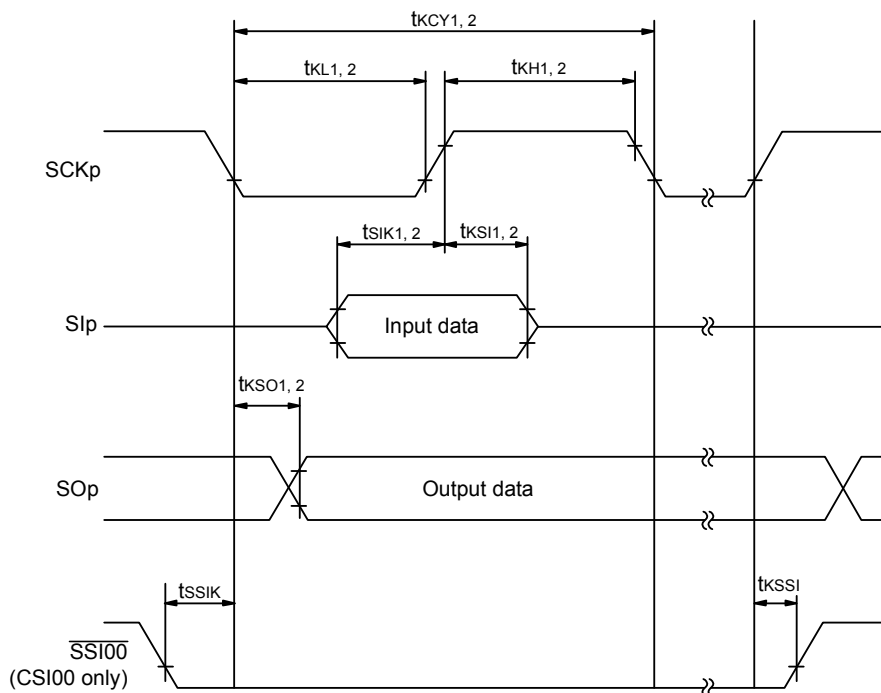 tKCY1, 2
tKL1, 2
tKH1, 2
SCKp
tSIK1, 2
tKSI1, 2
SIp
Input data
tKSO1, 2
SOp
Output data
tSSIK
tKSSI
SSI00
(CSI00 only)